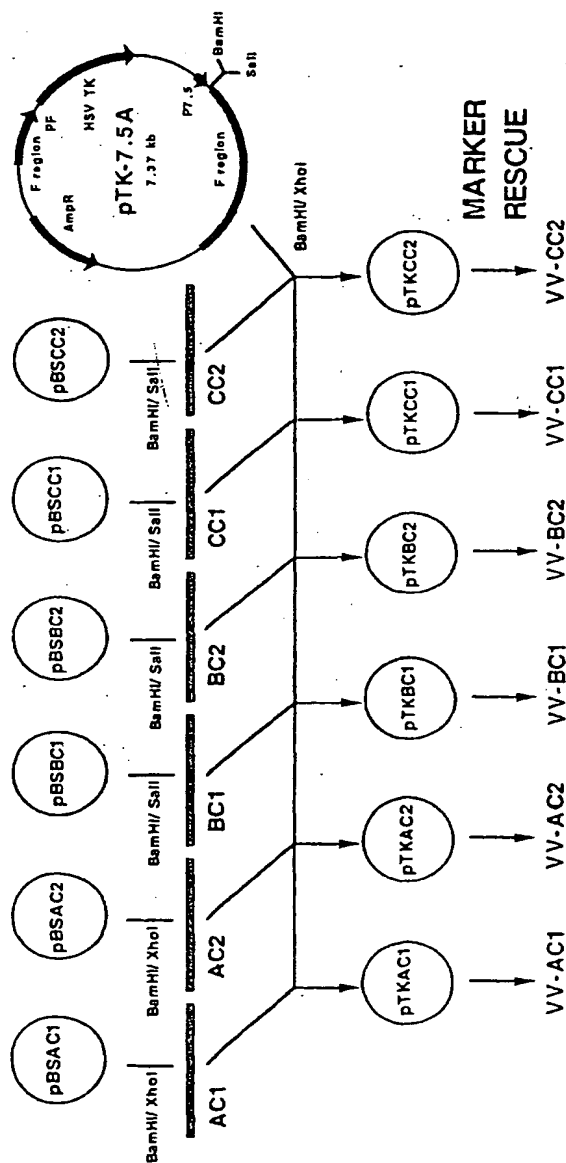 pBSAC1
pBSAC2
pBSBC1
pBSBC2
pBSCC1
pBSCC2
BamHI/ XhoI
BamHI/ XhoI
BamHI/ SalI
BamHI/ SalI
BamHI/ SalI
BamHI/ SalI
AC1
AC2
BC1
BC2
CC1
CC2
F region
PF
AmpR
HSV TK
pTK-7.5A
7.37 kb
P7.5
BamHI
SalI
F region
BamHI/ XhoI
pTKAC1
pTKAC2
pTKBC1
pTKBC2
pTKCC1
pTKCC2
MARKER
RESCUE
VV-AC1
VV-AC2
VV-BC1
VV-BC2
VV-CC1
VV-CC2